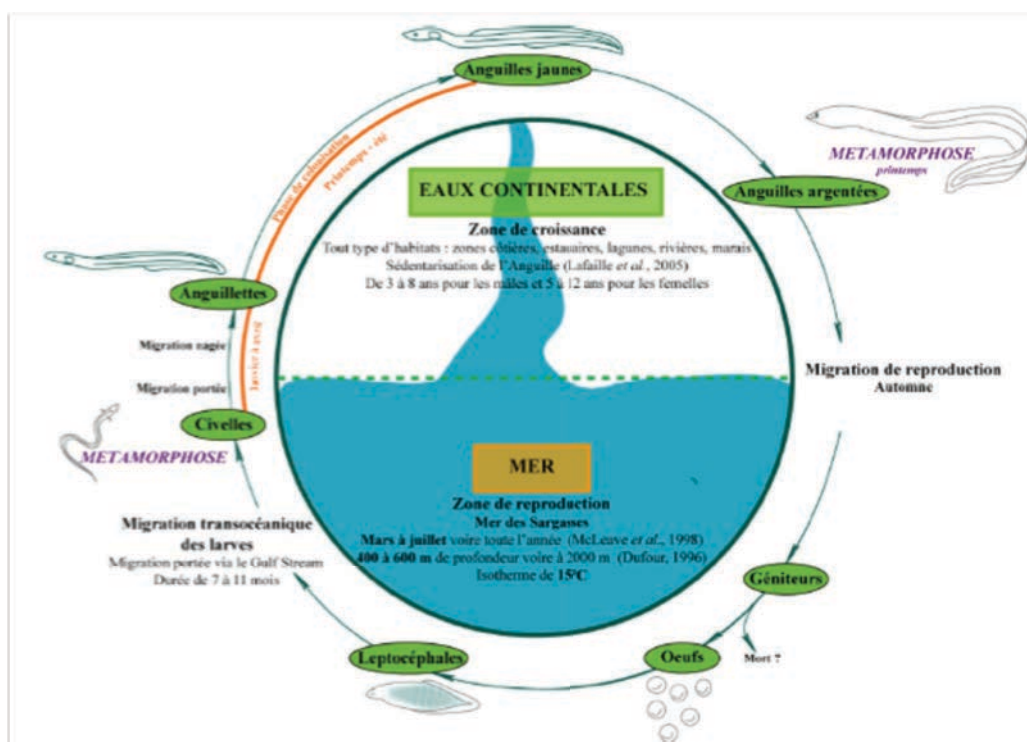 Anguilles jaunes
Phase de colonisation
Printemps - été
METAMORPHOSE
printemps
Anguilles argentées
EAUX CONTINENTALES
Zone de croissance
Tout type d'habitats : zones côtières, estuaires, lagunes, rivières, marais
Sédentarisation de l'Anguille (Lafaille et al., 2005)
De 3 à 8 ans pour les mâles et 5 à 12 ans pour les femelles
Anguillettes
Migration nagée
Janvier à avril
Migration portée
Civelles
METAMORPHOSE
Migration de reproduction
Automne
MER
Zone de reproduction
Mer des Sargasses
Mars à juillet voire toute l'année (McLeave et al., 1998)
400 à 600 m de profondeur voire à 2000 m (Dufour, 1996)
Isotherme de 15°C
Migration transocéanique
des larves
Migration portée via le Gulf Stream
Durée de 7 à 11 mois
Géniteurs
Mort ?
Oeufs
Leptocéphales